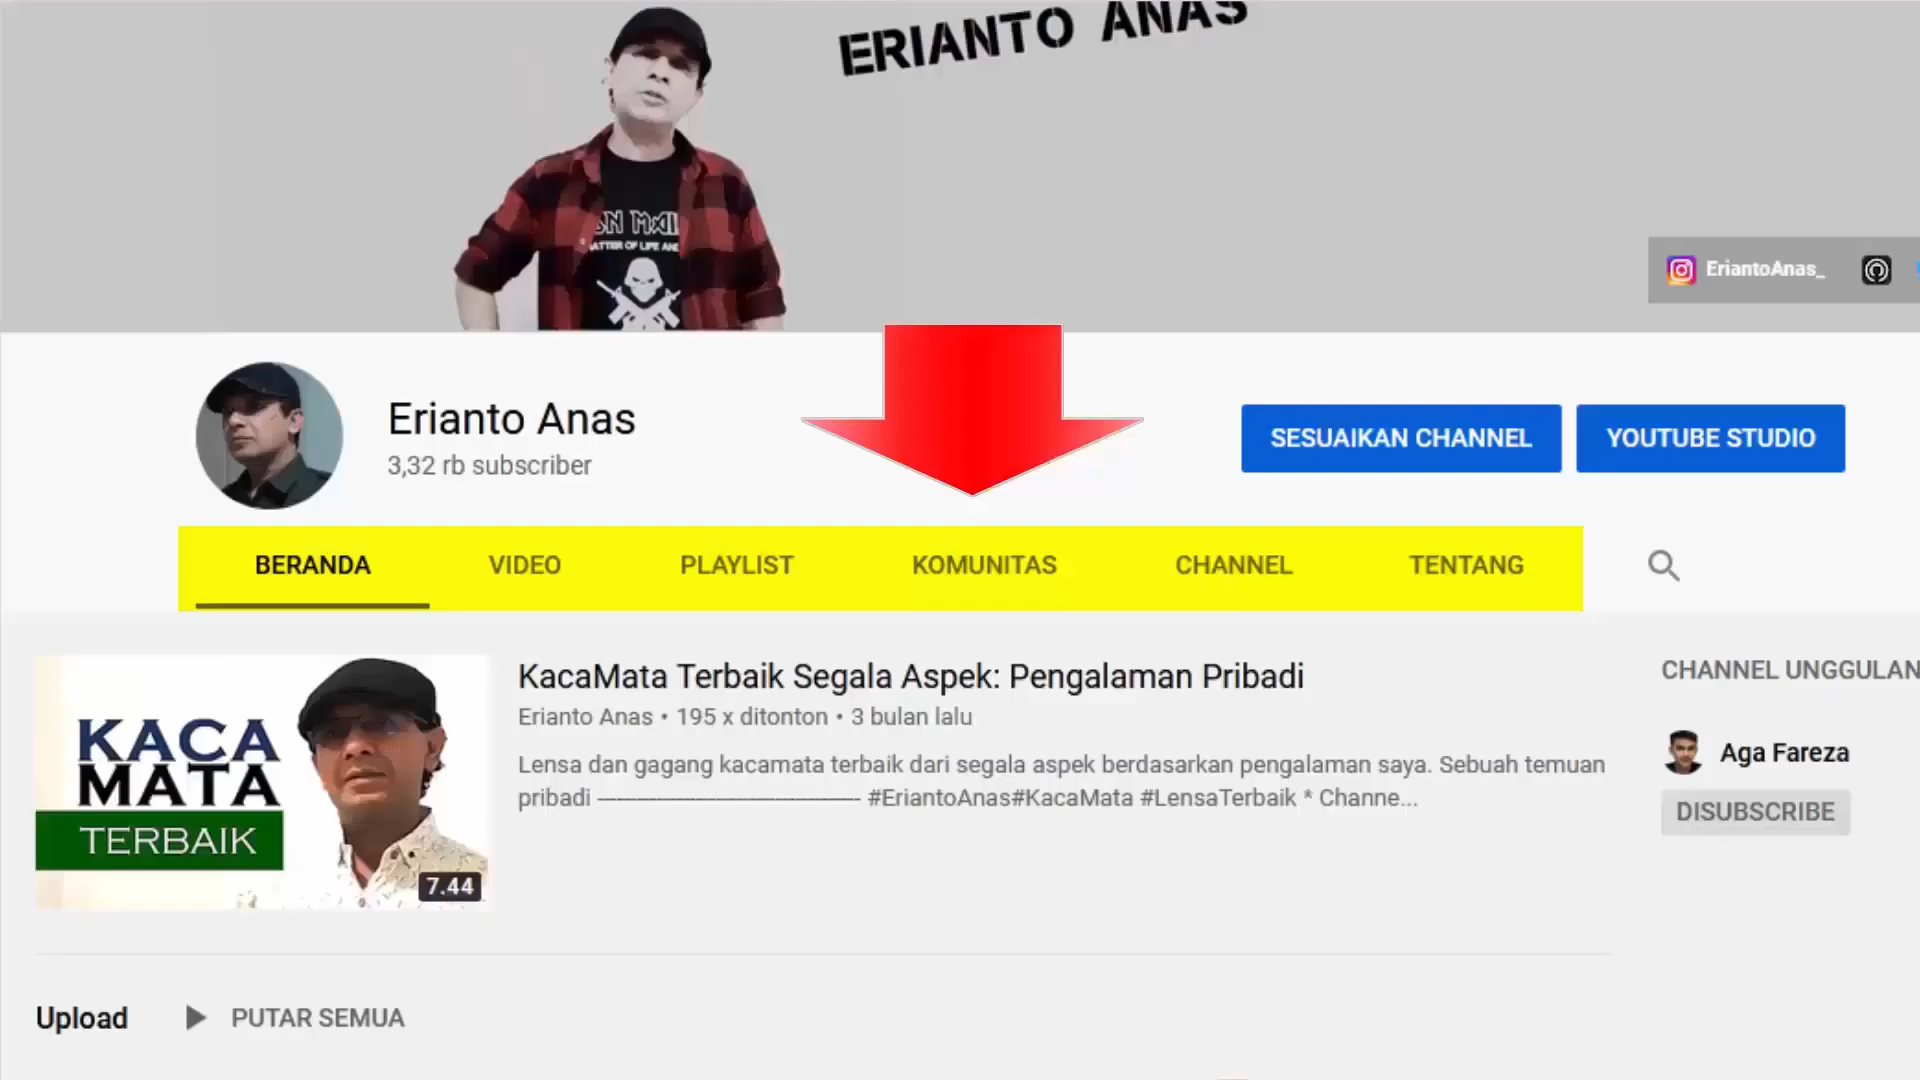 ERIANTO ANAS
EriantoAnas_
Erianto Anas
3,32 rb subscriber
SESUAIKAN CHANNEL
YOUTUBE STUDIO
BERANDA
VIDEO
PLAYLIST
KOMUNITAS
CHANNEL
TENTANG
KACA
MATA
TERBAIK
7.44
KacaMata Terbaik Segala Aspek: Pengalaman Pribadi
Erianto Anas • 195 x ditonton • 3 bulan lalu
Lensa dan gagang kacamata terbaik dari segala aspek berdasarkan pengalaman saya. Sebuah temuan
pribadi ---------------------------------------- #EriantoAnas#KacaMata #LensaTerbaik * Channe...
CHANNEL UNGGULAN
Aga Fareza
DISUBSCRIBE
Upload
PUTAR SEMUA